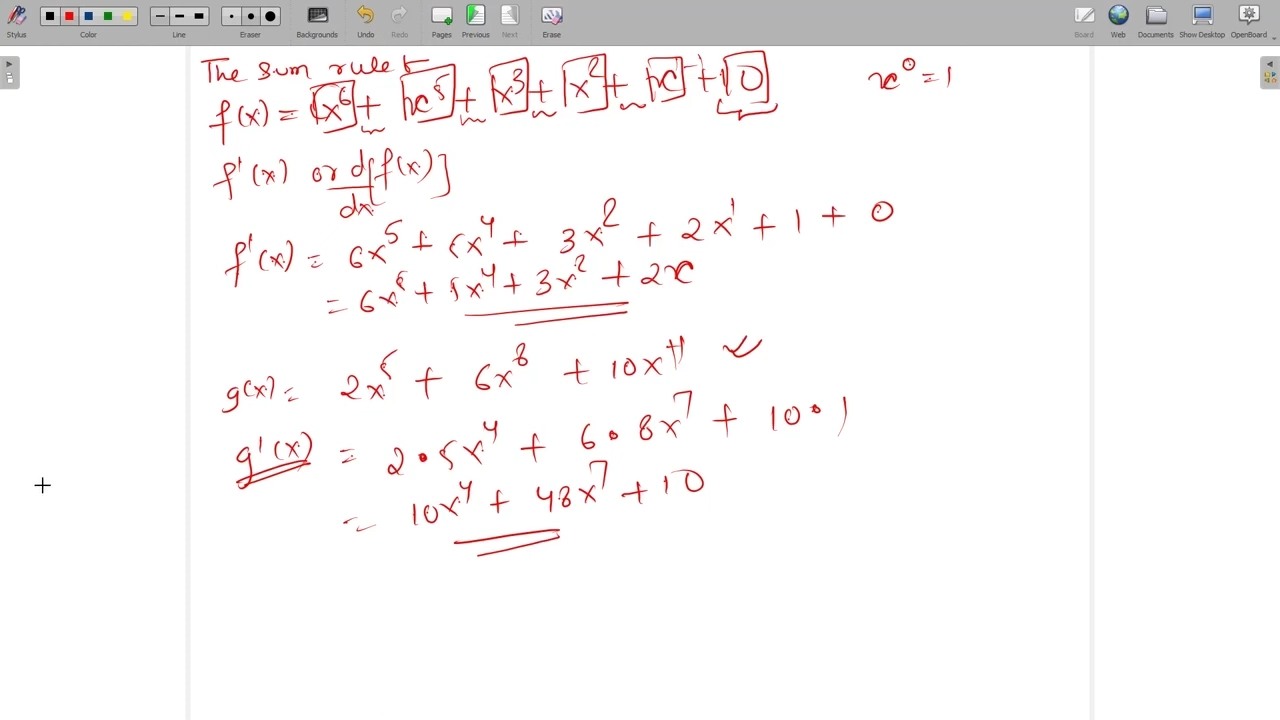 Stylus Color Line Eraser Backgrounds Undo Redo Pages Previous Next Erase Board Web Documents Show Desktop OpenBoard
The sum rule
f(x) = x⁶ + x⁵ + x³ + x² + x + 10 x⁰ = 1
f'(x) or d[f(x)]
dx
f'(x) = 6x⁵ + 5x⁴ + 3x² + 2x¹ + 1 + 0
= 6x⁵ + 5x⁴ + 3x² + 2x
g(x) = 2x⁵ + 6x⁸ + 10x
g'(x) = 2 • 5x⁴ + 6 • 8x⁷ + 10 • 1
= 10x⁴ + 48x⁷ + 10